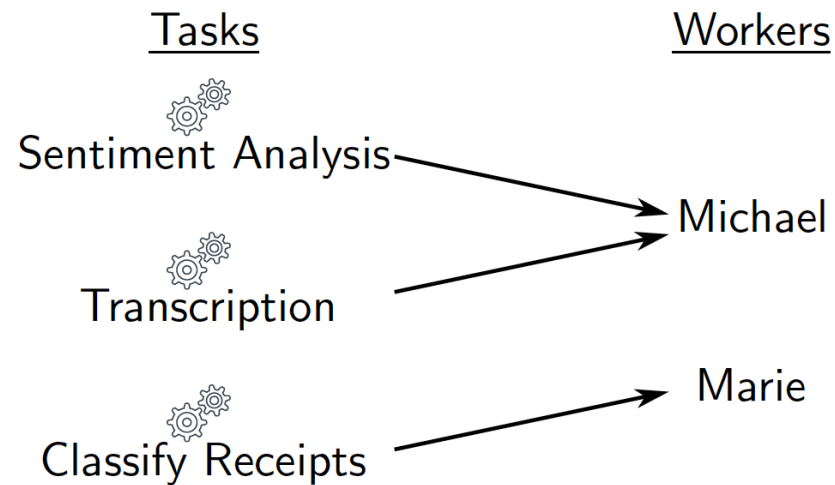 Tasks
Workers
Sentiment Analysis
Michael
Transcription
Marie
Classify Receipts